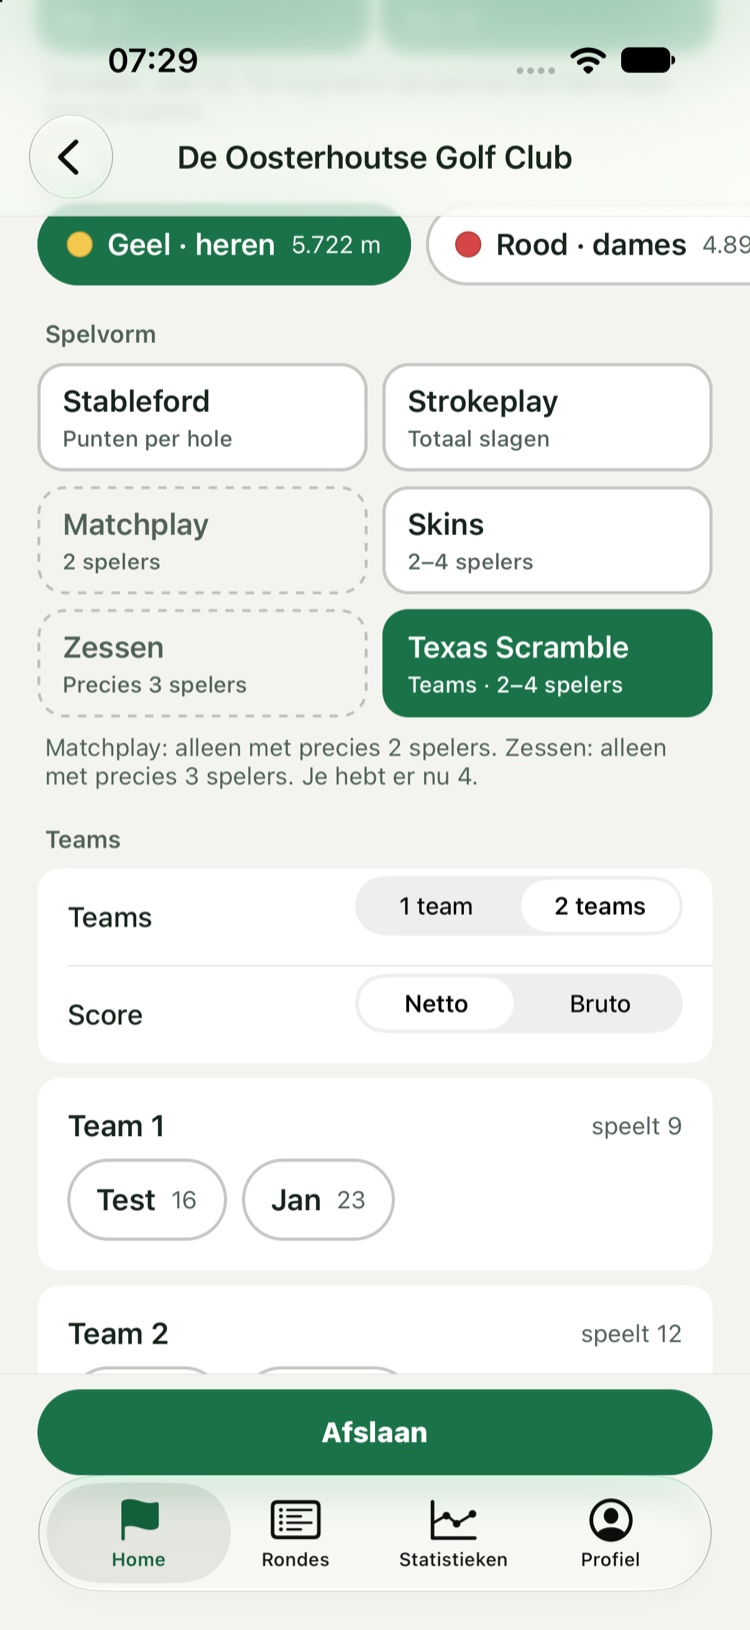 07:29
De Oosterhoutse Golf Club
Geel · heren 5.722 m
Rood · dames 4.89
Spelvorm
Stableford
Punten per hole
Strokeplay
Totaal slagen
Matchplay
2 spelers
Skins
2–4 spelers
Zessen
Precies 3 spelers
Texas Scramble
Teams · 2–4 spelers
Matchplay: alleen met precies 2 spelers. Zessen: alleen
met precies 3 spelers. Je hebt er nu 4.
Teams
Teams
1 team
2 teams
Score
Netto
Bruto
Team 1
speelt 9
Test 16
Jan 23
Team 2
speelt 12
Afslaan
Home
Rondes
Statistieken
Profiel